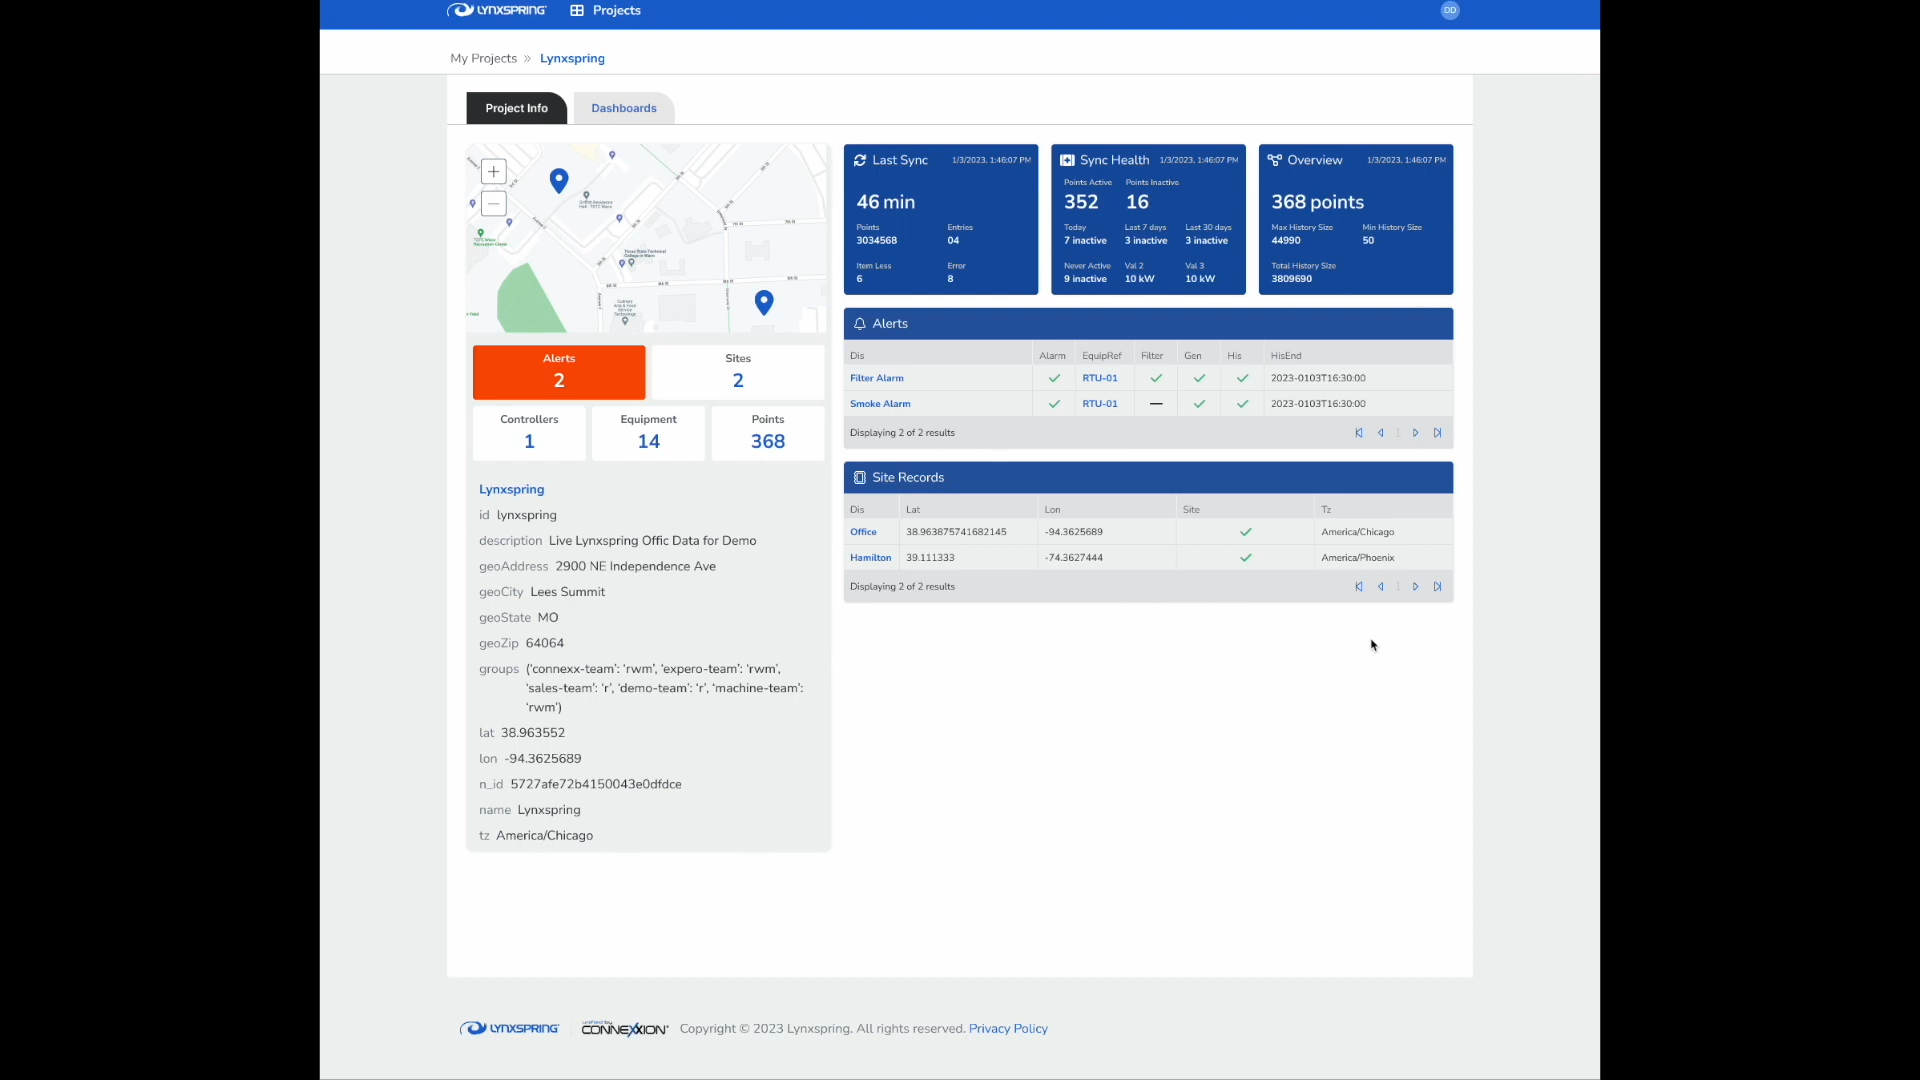 LYNXSPRING Projects DD
My Projects » Lynxspring
Project Info Dashboards
Last Sync 1/3/2023, 1:46:07 PM
46 min
Points Entries
3034568 04
Item Less Error
6 8
Sync Health 1/3/2023, 1:46:07 PM
Points Active Points Inactive
352 16
Today Last 7 days Last 30 days
7 inactive 3 inactive 3 inactive
Never Active Val 2 Val 3
9 inactive 10 kW 10 kW
Overview 1/3/2023, 1:46:07 PM
368 points
Max History Size Min History Size
44990 50
Total History Size
3809690
Alerts
2
Sites
2
Controllers
1
Equipment
14
Points
368
Lynxspring
id lynxspring
description Live Lynxspring Offic Data for Demo
geoAddress 2900 NE Independence Ave
geoCity Lees Summit
geoState MO
geoZip 64064
groups (‘connexx-team’: ‘rwm’, ‘expero-team’: ‘rwm’,
‘sales-team’: ‘r’, ‘demo-team’: ‘r’, ‘machine-team’:
‘rwm’)
lat 38.963552
lon -94.3625689
n_id 5727afe72b4150043e0dfdce
name Lynxspring
tz America/Chicago
Alerts
Dis Alarm EquipRef Filter Gen His HisEnd
Filter Alarm RTU-01 2023-0103T16:30:00
Smoke Alarm RTU-01 2023-0103T16:30:00
Displaying 2 of 2 results 1
Site Records
Dis Lat Lon Site Tz
Office 38.963875741682145 -94.3625689 America/Chicago
Hamilton 39.111333 -74.3627444 America/Phoenix
Displaying 2 of 2 results 1
LYNXSPRING unified by CONNEXXION Copyright © 2023 Lynxspring. All rights reserved. Privacy Policy